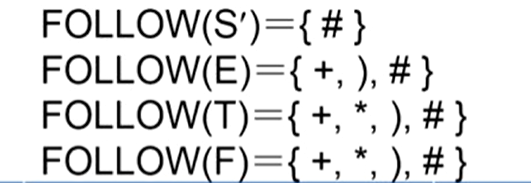 FOLLOW(S′)={ # }
FOLLOW(E)={ +, ), # }
FOLLOW(T)={ +, *, ), # }
FOLLOW(F)={ +, *, ), # }